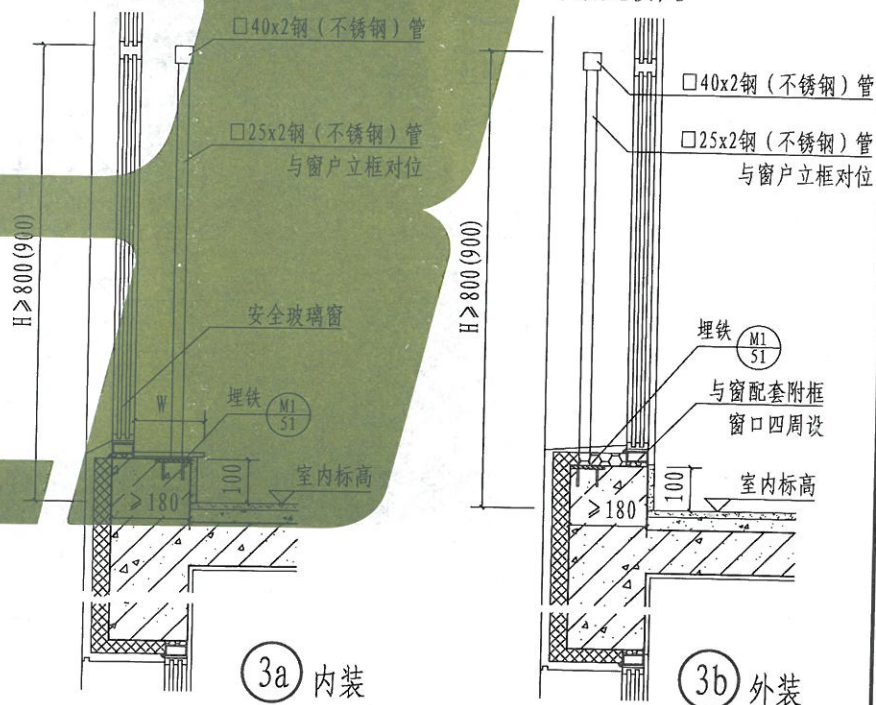 □40x2钢（不锈钢）管
□25x2钢（不锈钢）管
与窗户立框对位
H≥800(900)
安全玻璃窗
W
埋铁 M1
51
100
室内标高
≥180
3a 内装
□40x2钢（不锈钢）管
□25x2钢（不锈钢）管
与窗户立框对位
H≥800(900)
埋铁 M1
51
与窗配套附框
窗口四周设
100
室内标高
≥180
3b 外装